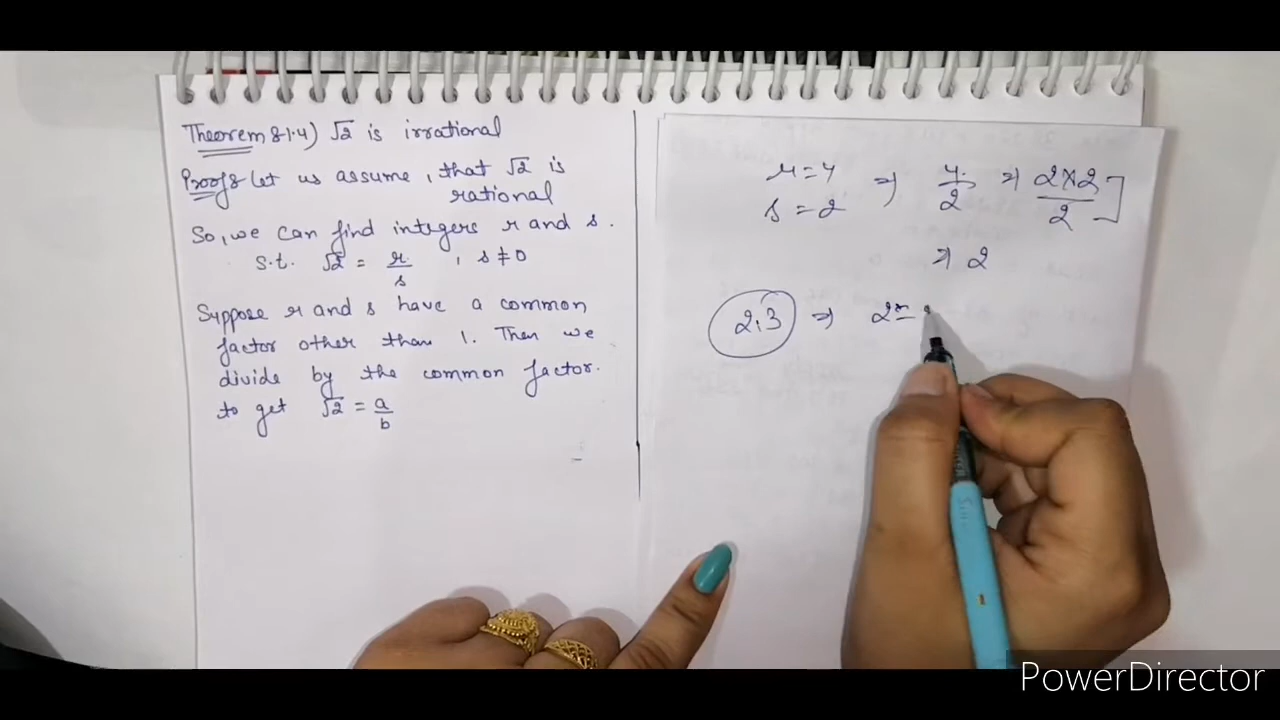 Theorem 8 1.4) √2 is irrational
Proof: Let us assume, that √2 is
rational
So, we can find integers r and s.
s.t. √2 = r/s , s ≠ 0
Suppose r and s have a common
factor other than 1. Then we
divide by the common factor.
to get √2 = a/b
r = 4
s = 2 ⇒ 4/2 ⇒ 2×2/2]
⇒ 2
2,3 ⇒ 2
PowerDirector